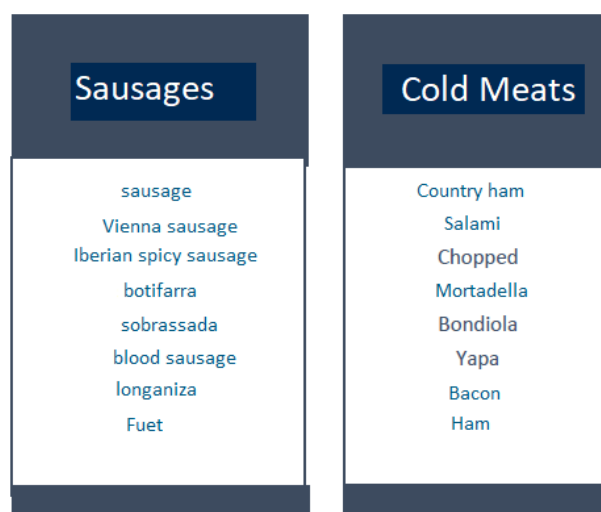 Sausages
sausage
Vienna sausage
Iberian spicy sausage
botifarra
sobrassada
blood sausage
longaniza
Fuet
Cold Meats
Country ham
Salami
Chopped
Mortadella
Bondiola
Yapa
Bacon
Ham